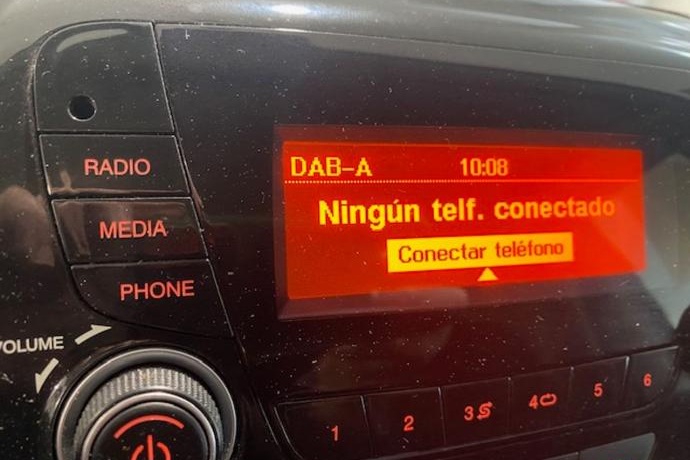 RADIO
MEDIA
PHONE
VOLUME
DAB-A 10:08
Ningún telf. conectado
Conectar teléfono
1 2 3 4 5 6